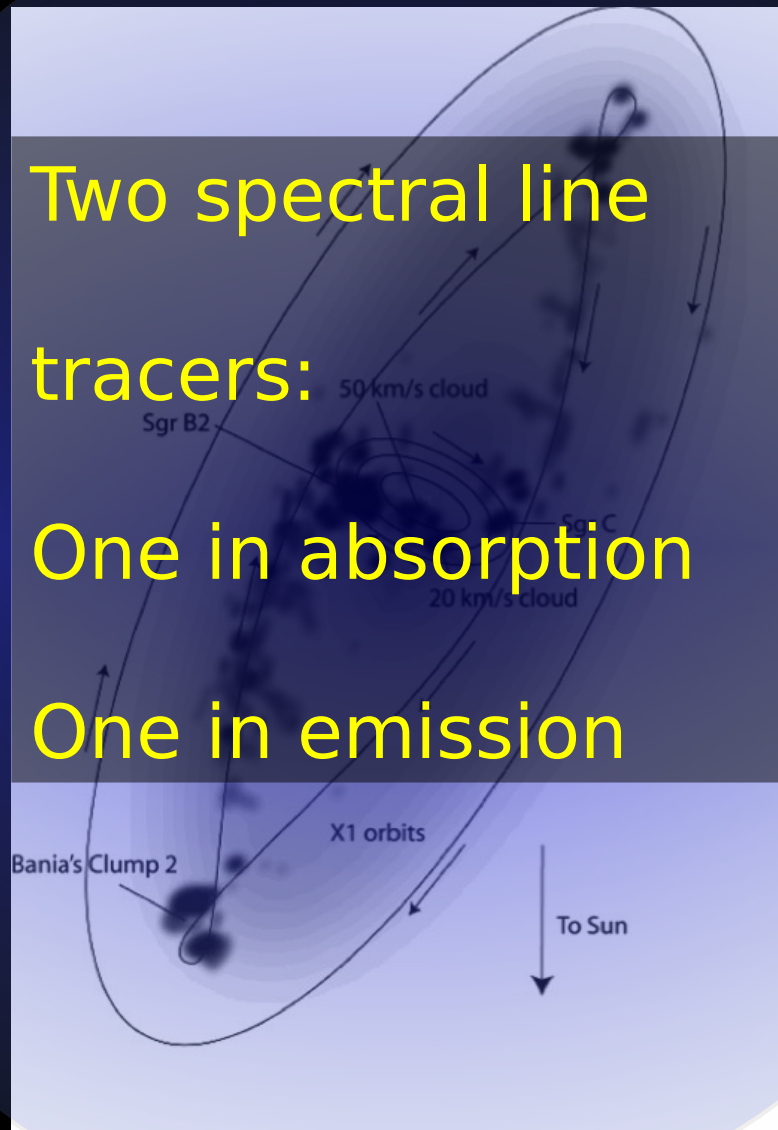 Two spectral line
tracers:
50 km/s cloud
Sgr B2
One in absorption
Sgr C
20 km/s cloud
One in emission
X1 orbits
Bania's Clump 2
To Sun